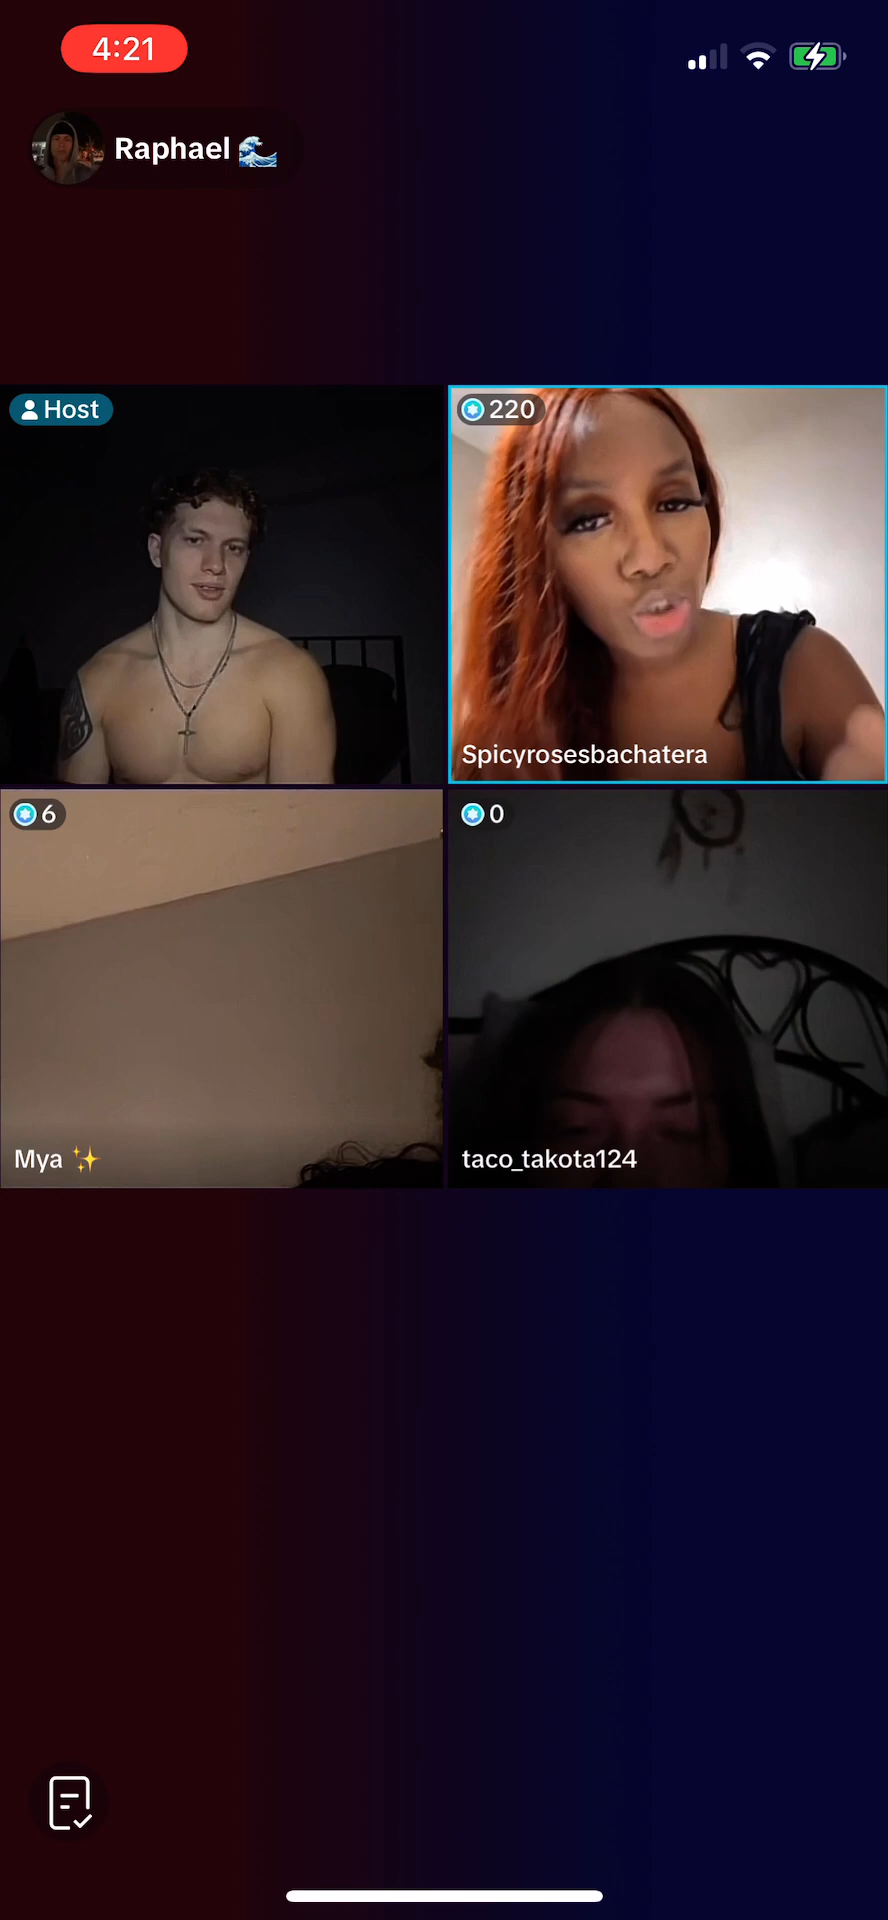 4:21
Raphael 🌊
Host
220
Spicyrosesbachatera
6
0
Mya ✨
taco_takota124